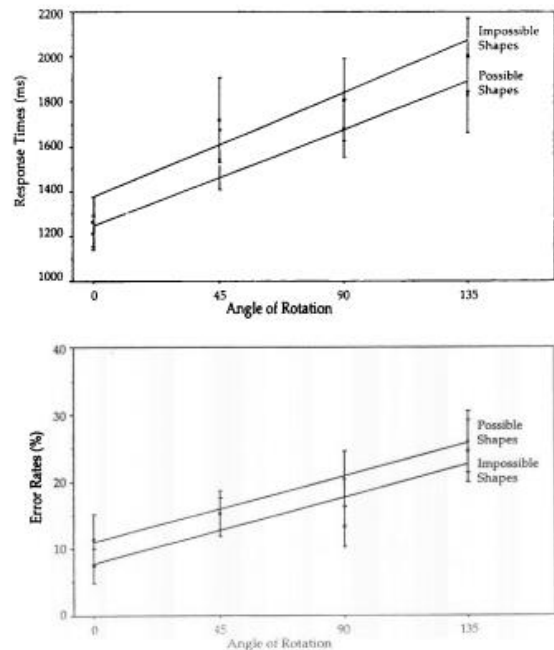 2200
Impossible
Shapes
2000
Possible
Shapes
1800
1600
1400
1200
1000
Response Times (ms)
0 45 90 135
Angle of Rotation
40
30
Possible
Shapes
Impossible
Shapes
20
10
0
Error Rates (%)
0 45 90 135
Angle of Rotation